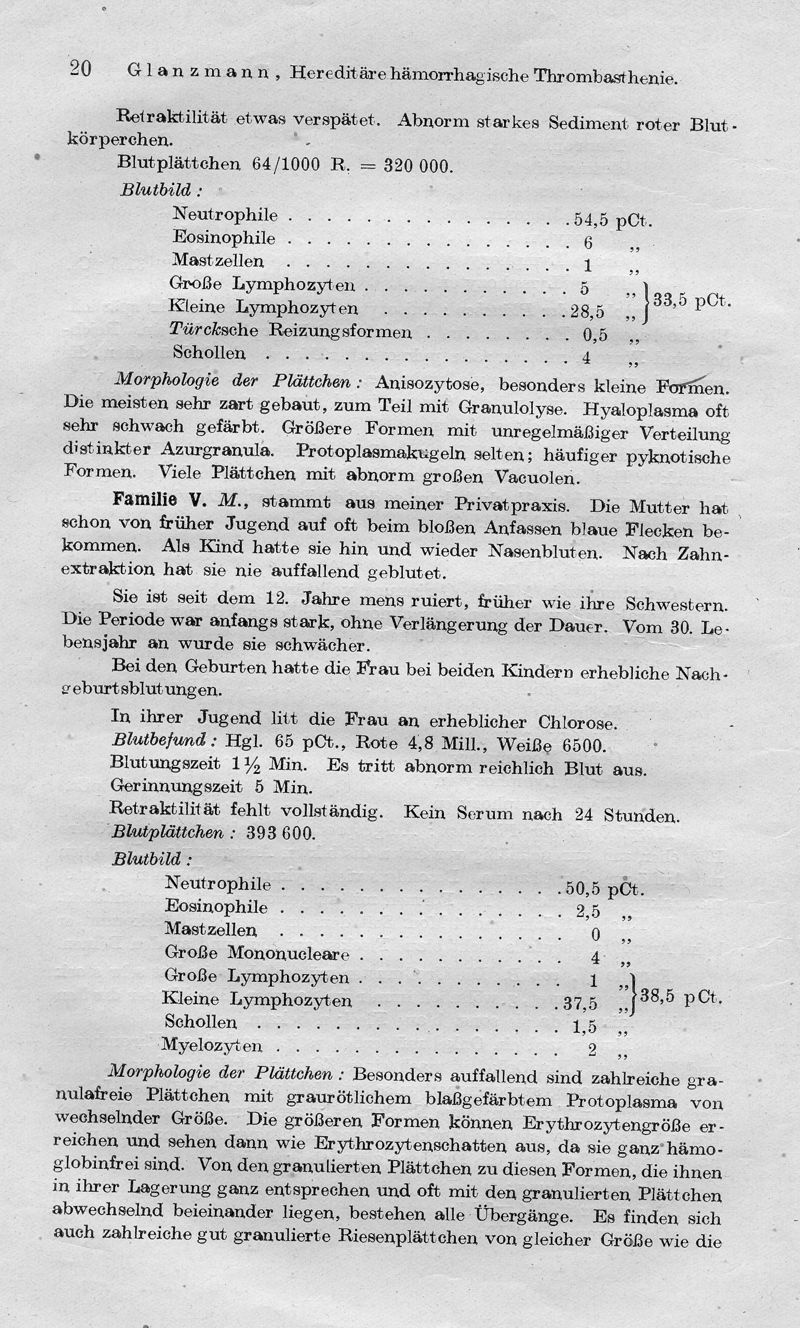 20 Glanzmann, Hereditäre hämorrhagische Thrombasthenie.
Retraktilität etwas verspätet. Abnorm starkes Sediment roter Blut-
körperchen.
Blutplättchen 64/1000 R. = 320 000.
Blutbild:
Neutrophile . . . . . . . . . . . . . . . 54,5 pCt.
Eosinophile . . . . . . . . . . . . . . . 6 „
Mastzellen . . . . . . . . . . . . . . . 1 „
Große Lymphozyten . . . . . . . . . . . 5 „ } 33,5 pCt.
Kleine Lymphozyten . . . . . . . . . . 28,5 „
Türcksche Reizungsformen . . . . . . . . 0,5 „
Schollen . . . . . . . . . . . . . . . . 4 „
Morphologie der Plättchen: Anisozytose, besonders kleine Formen.
Die meisten sehr zart gebaut, zum Teil mit Granulolyse. Hyaloplasma oft
sehr schwach gefärbt. Größere Formen mit unregelmäßiger Verteilung
distinkter Azurgranula. Protoplasmakugeln selten; häufiger pyknotische
Formen. Viele Plättchen mit abnorm großen Vacuolen.
Familie V. M., stammt aus meiner Privatpraxis. Die Mutter hat
schon von früher Jugend auf oft beim bloßen Anfassen blaue Flecken be-
kommen. Als Kind hatte sie hin und wieder Nasenbluten. Nach Zahn-
extraktion hat sie nie auffallend geblutet.
Sie ist seit dem 12. Jahre mens ruiert, früher wie ihre Schwestern.
Die Periode war anfangs stark, ohne Verlängerung der Dauer. Vom 30. Le-
bensjahr an wurde sie schwächer.
Bei den Geburten hatte die Frau bei beiden Kindern erhebliche Nach-
geburtsblutungen.
In ihrer Jugend litt die Frau an erheblicher Chlorose.
Blutbefund: Hgl. 65 pCt., Rote 4,8 Mill., Weiße 6500.
Blutungszeit 1½ Min. Es tritt abnorm reichlich Blut aus.
Gerinnungszeit 5 Min.
Retraktilität fehlt vollständig. Kein Serum nach 24 Stunden.
Blutplättchen: 393 600.
Blutbild:
Neutrophile . . . . . . . . . . . . . . . 50,5 pCt.
Eosinophile . . . . . . . . . . . . . . . 2,5 „
Mastzellen . . . . . . . . . . . . . . . 0 „
Große Mononucleare . . . . . . . . . . . 4 „
Große Lymphozyten . . . . . . . . . . . 1 „ } 38,5 pCt.
Kleine Lymphozyten . . . . . . . . . . 37,5 „
Schollen . . . . . . . . . . . . . . . . 1,5 „
Myelozyten . . . . . . . . . . . . . . . 2 „
Morphologie der Plättchen: Besonders auffallend sind zahlreiche gra-
nulafreie Plättchen mit graurötlichem blaßgefärbtem Protoplasma von
wechselnder Größe. Die größeren Formen können Erythrozytengröße er-
reichen und sehen dann wie Erythrozytenschatten aus, da sie ganz hämo-
globinfrei sind. Von den granulierten Plättchen zu diesen Formen, die ihnen
in ihrer Lagerung ganz entsprechen und oft mit den granulierten Plättchen
abwechselnd beieinander liegen, bestehen alle Übergänge. Es finden sich
auch zahlreiche gut granulierte Riesenplättchen von gleicher Größe wie die